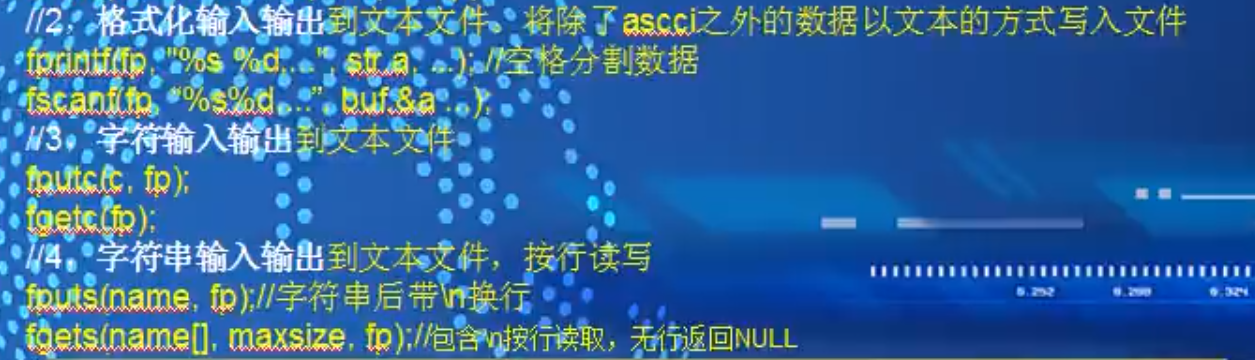 //2，格式化输入输出到文本文件。将除了ascci之外的数据以文本的方式写入文件
fprintf(fp, "%s %d,...", str,a, ...); //空格分割数据
fscanf(fp, "%s%d,...", buf,&a ...);
//3，字符输入输出到文本文件
fputc(c, fp);
fgetc(fp);
//4，字符串输入输出到文本文件，按行读写
fputs(name, fp);//字符串后带\n换行
fgets(name[], maxsize, fp);//包含\n按行读取，无行返回NULL
0.252 0.288 0.324